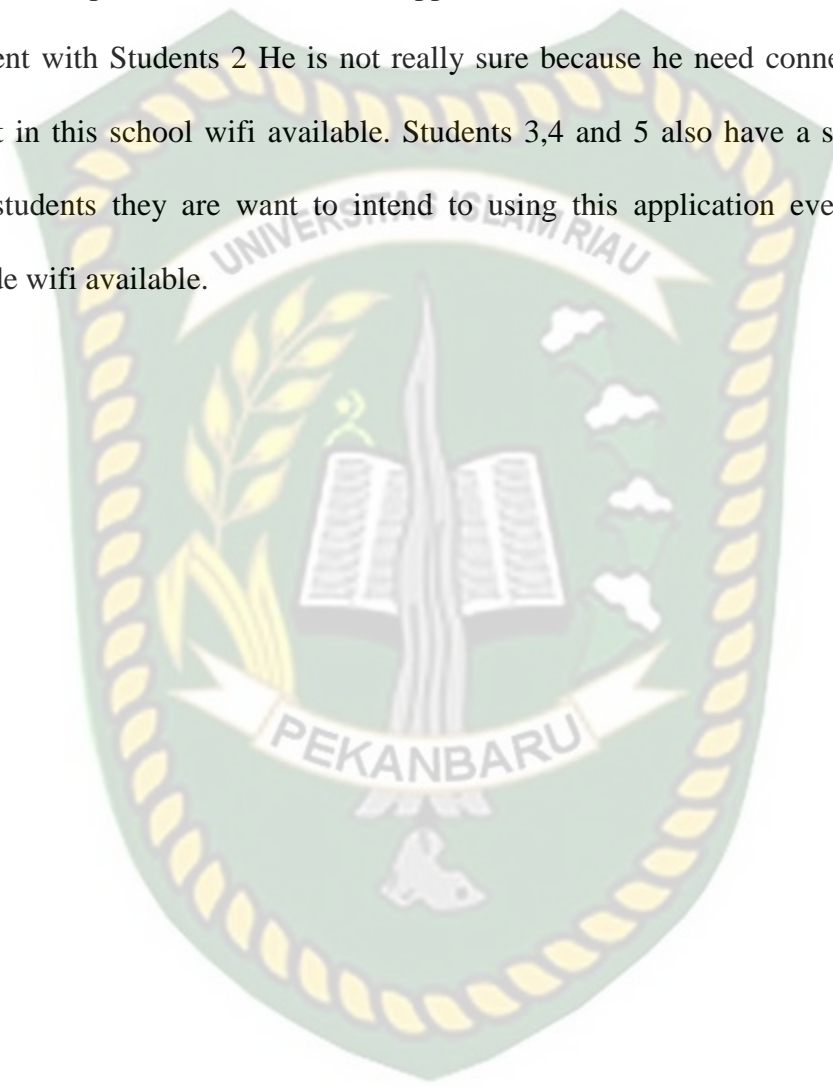 ent with Students 2 He is not really sure because he need conne
t in this school wifi available. Students 3,4 and 5 also have a s
students they are want to intend to using this application eve
le wifi available.
UNIVERSITAS ISLAM RIAU
PEKANBARU